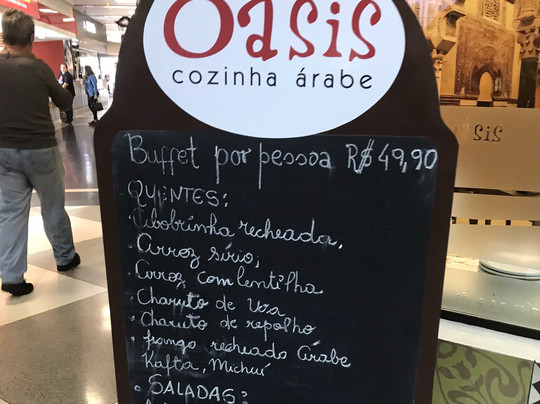 Oasis
cozinha árabe
SiS
Buffet por pessoa R$ 49,90
QUENTES:
• Abobrinha recheada,
• Arroz sírio,
• Arroz com lentilha
• Charuto de Uva
• Charuto de repolho
• frango recheado Árabe
Kafta, Michuí
• SALADAS: